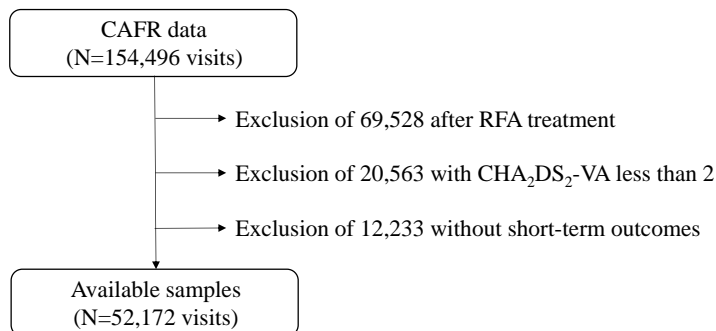 CAFR data
(N=154,496 visits)
Exclusion of 69,528 after RFA treatment
Exclusion of 20,563 with CHA₂DS₂-VA less than 2
Exclusion of 12,233 without short-term outcomes
Available samples
(N=52,172 visits)